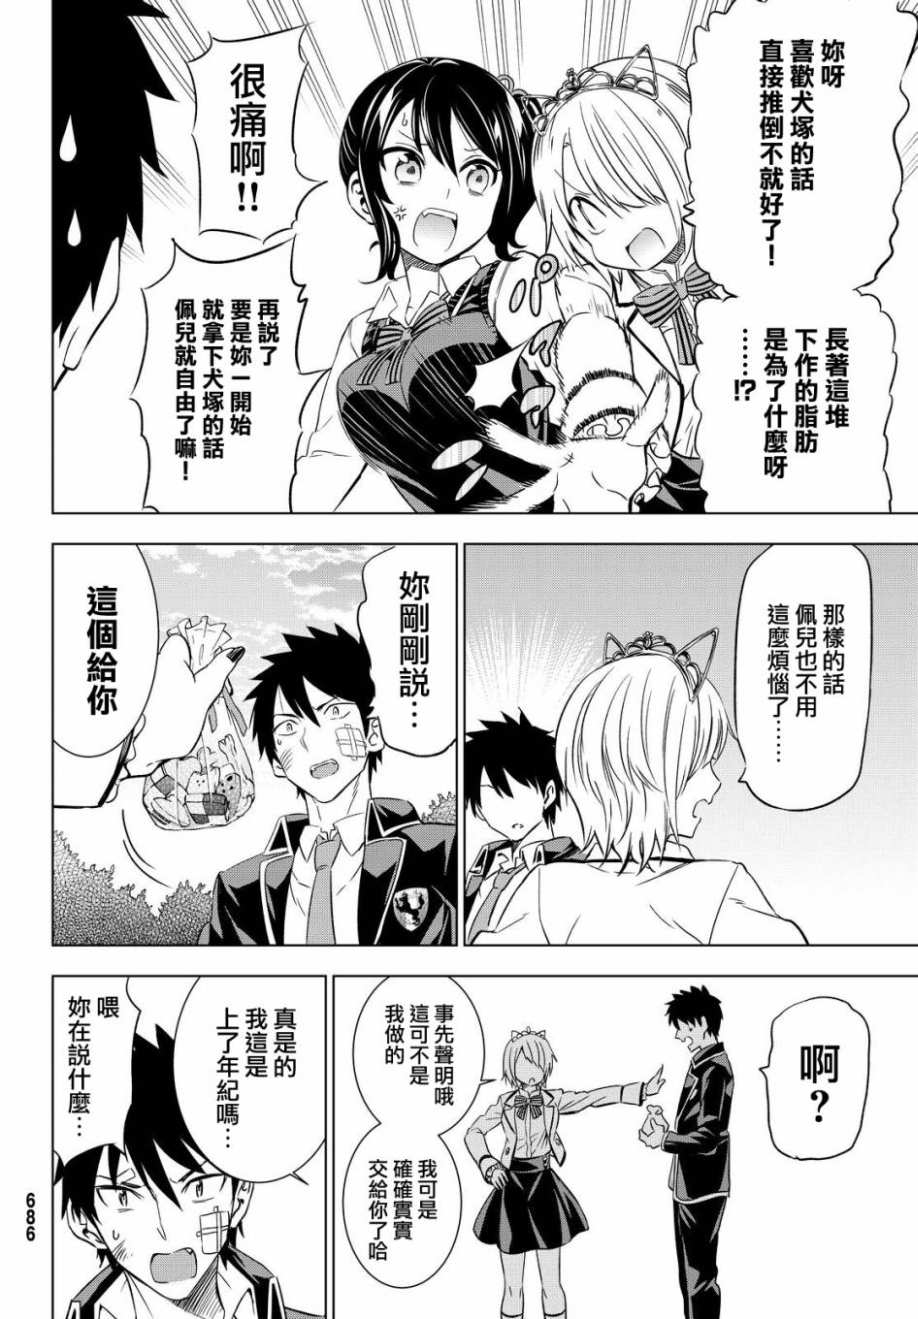 妳呀
喜歡犬塚的話
直接推倒不就好了！
長著這堆
下作的脂肪
是為了什麼呀
……!?
很痛啊!!
再說了
要是妳一開始
就拿下犬塚的話
佩兒就自由了嘛！
那樣的話
佩兒也不用
這麼煩惱了………
妳剛剛說…
這個給你
啊？
事先聲明哦
這可不是
我做的
我可是
確確實實
交給你了哈
真是的
我這是
上了年紀嗎…
喂
妳在説什麼…
686